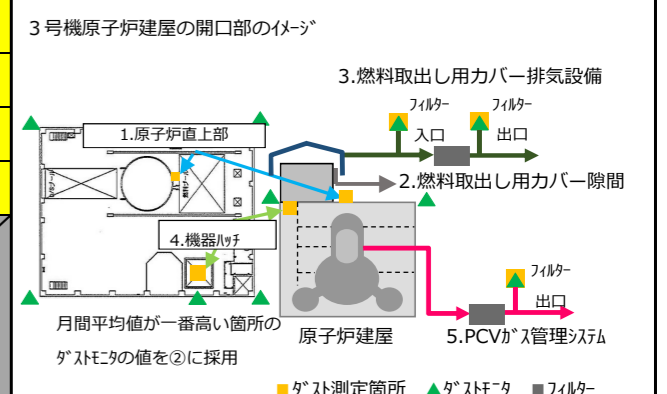 ３号機原子炉建屋の開口部のｲﾒｰｼﾞ
3.燃料取出し用カバー排気設備
ﾌｨﾙﾀｰ
ﾌｨﾙﾀｰ
入口
出口
1.原子炉直上部
2.燃料取出し用カバー隙間
4.機器ﾊｯﾁ
ﾌｨﾙﾀｰ
出口
月間平均値が一番高い箇所の
ﾀﾞｽﾄﾓﾆﾀの値を②に採用
原子炉建屋
5.PCVｶﾞｽ管理ｼｽﾃﾑ
ﾀﾞｽﾄ測定箇所
ﾀﾞｽﾄﾓﾆﾀ
ﾌｨﾙﾀｰ